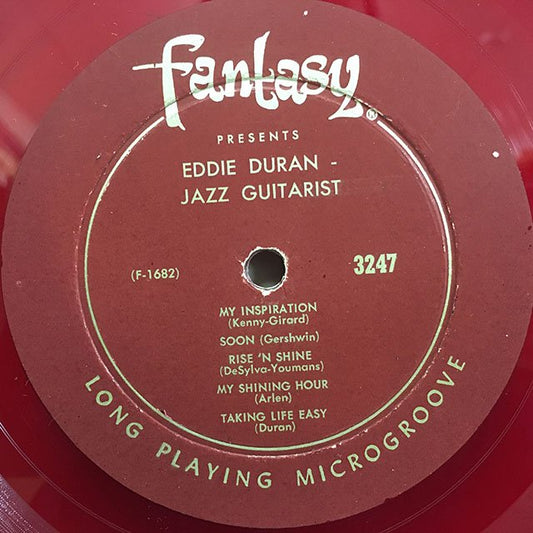 Fantasy®
PRESENTS
EDDIE DURAN -
JAZZ GUITARIST
(F-1682)
3247
MY INSPIRATION
(Kenny-Girard)
SOON (Gershwin)
RISE 'N SHINE
(DeSylva-Youmans)
MY SHINING HOUR
(Arlen)
TAKING LIFE EASY
(Duran)
LONG PLAYING MICROGROOVE